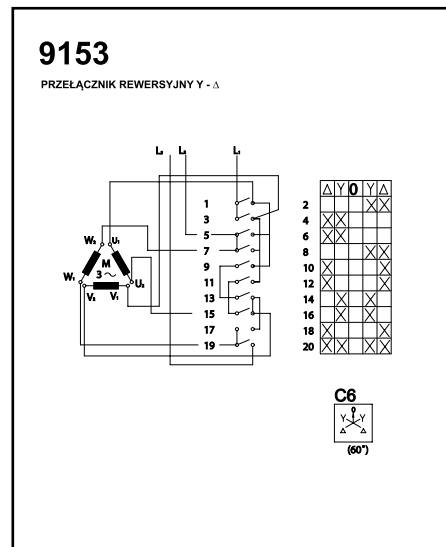 9153
PRZEŁĄCZNIK REWERSYJNY Y - Δ
L₃ L₂ L₁
Δ Y 0 Y Δ
1 2 X X
3 4 X X
5 6 X X
7 8 X X
9 10 X X
11 12 X X
13 14 X X
15 16 X X
17 18 X X
19 20 X X X X
W₂ U₁
M
3 ~
W₁ U₂
V₂ V₁
C6
0
Y Y
Δ Δ
(60°)